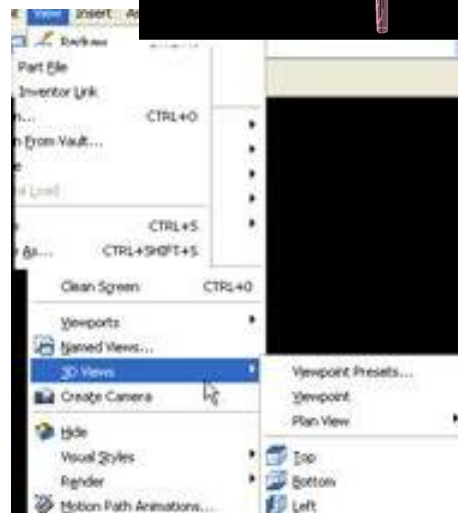 View Insert
Part File
Inventor Link
... CTRL+O
From Vault...
Load
CTRL+S
As... CTRL+SHIFT+S
Clean Screen CTRL+0
Viewports
Named Views...
3D Views
Viewpoint Presets...
Create Camera
Viewpoint
Plan View
Hide
Visual Styles
Top
Render
Bottom
Motion Path Animations...
Left